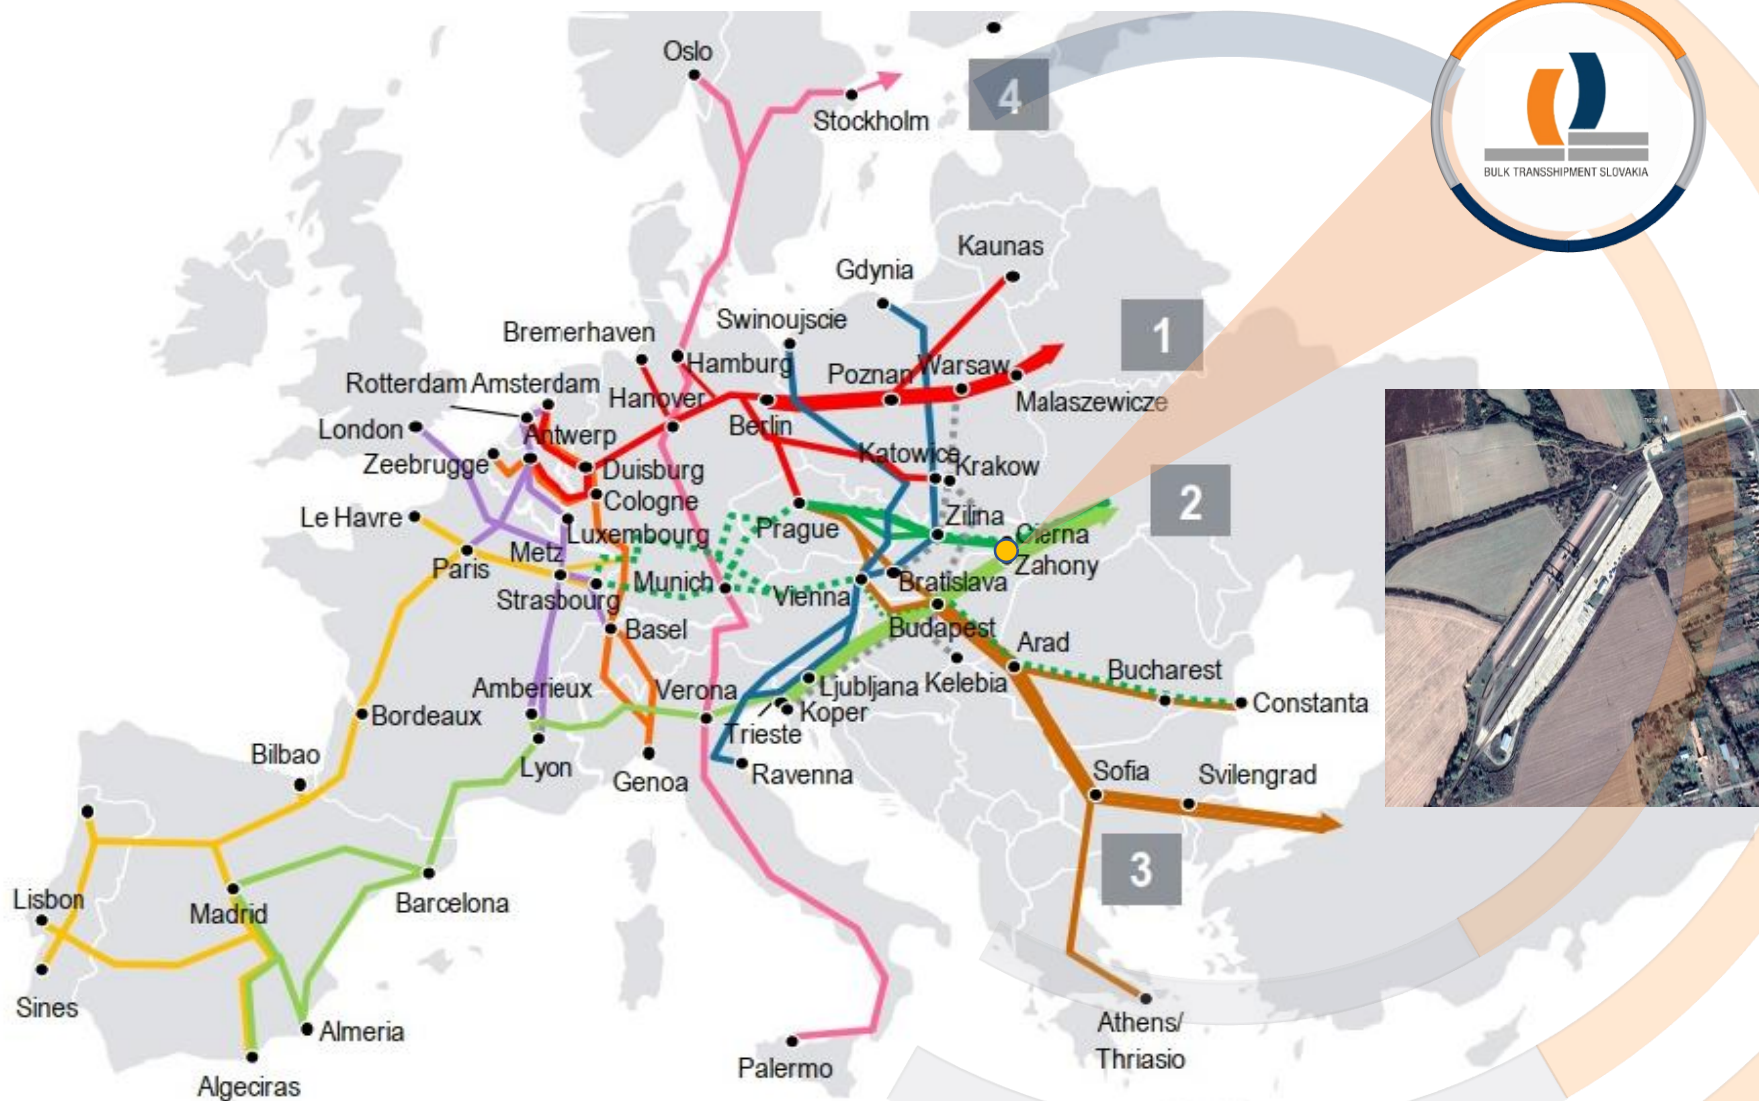 Oslo
4
Stockholm
BULK TRANSSHIPMENT SLOVAKIA
Kaunas
Gdynia
Swinoujscie
1
Bremerhaven
Hamburg
Poznan
Warsaw
Rotterdam
Amsterdam
Hanover
Malaszewicze
London
Berlin
Antwerp
Katowice
Krakow
Zeebrugge
Duisburg
2
Cologne
Le Havre
Prague
Zilina
Luxembourg
Cierna
Metz
Zahony
Paris
Munich
Bratislava
Vienna
Strasbourg
Basel
Budapest
Arad
Bucharest
Amberieux
Verona
Ljubljana
Kelebia
Constanta
Bordeaux
Koper
Trieste
Bilbao
Lyon
Genoa
Ravenna
Sofia
Svilengrad
3
Lisbon
Madrid
Barcelona
Sines
Almeria
Athens/
Thriasio
Palermo
Algeciras